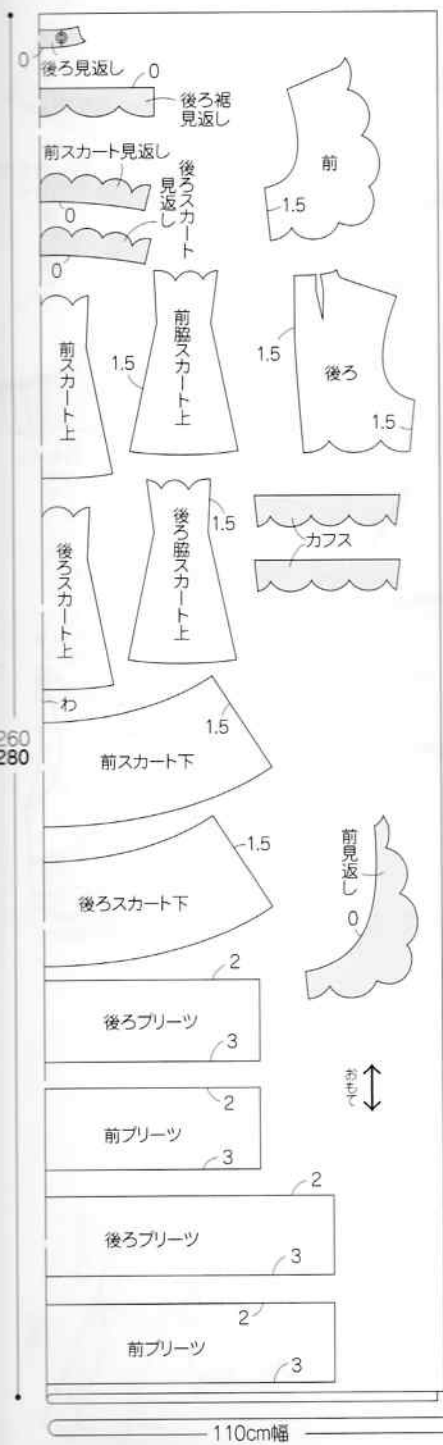 0
後ろ見返し
0
後ろ裾
見返し
前スカート見返し
0
後ろスカート
見返し
0
前
1.5
前スカート上
前脇スカート上
1.5
後ろ
1.5
1.5
後ろスカート上
後ろ脇スカート上
1.5
カフス
わ
前スカート下
1.5
260
280
後ろスカート下
1.5
前見返し
0
後ろプリーツ
2
3
おもて
前プリーツ
2
3
後ろプリーツ
2
3
前プリーツ
2
3
110cm幅